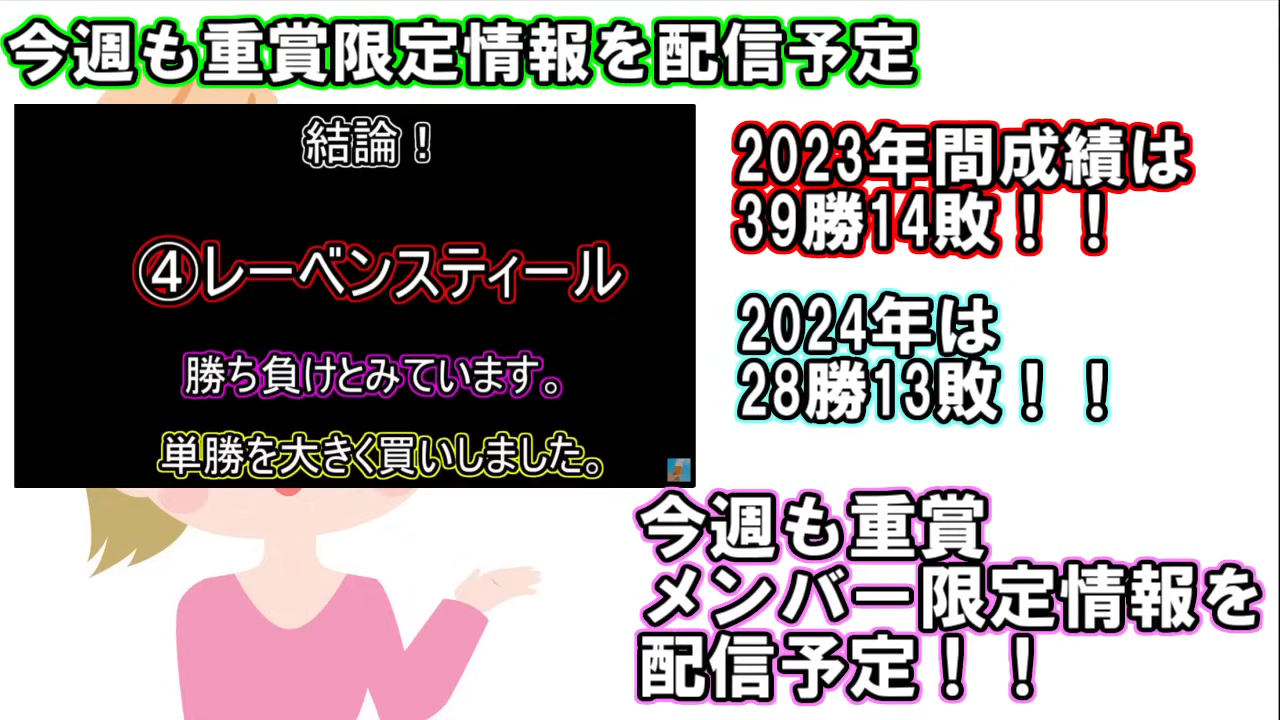 今週も重賞限定情報を配信予定
結論！
④レーベンスティール
勝ち負けとみています。
単勝を大きく買いしました。
2023年間成績は
39勝14敗！！
2024年は
28勝13敗！！
今週も重賞
メンバー限定情報を
配信予定！！